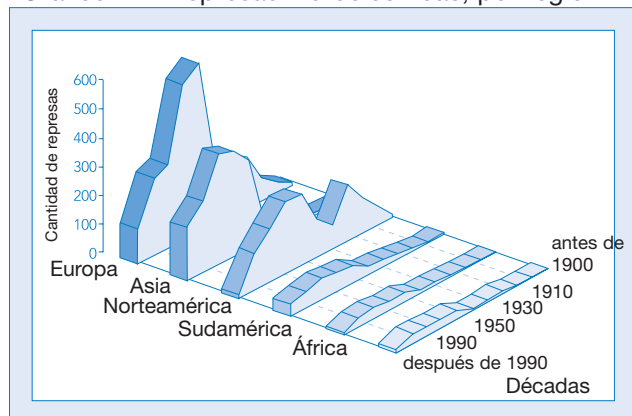 600
500
400
300
200
100
0
Cantidad de represas
Europa
Asia
Norteamérica
Sudamérica
África
antes de
1900
1910
1930
1950
1990
después de 1990
Décadas